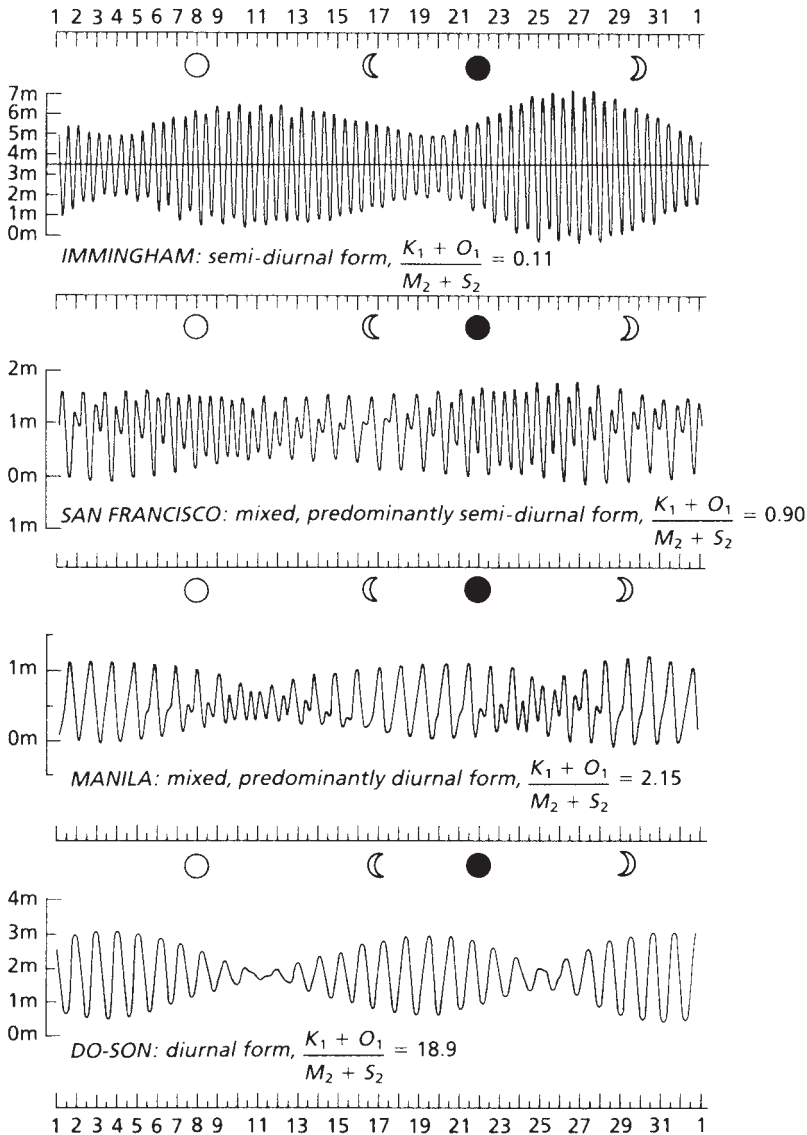 1 2 3 4 5 6 7 8 11 13 15 17 19 21 23 25 27 29 31 1
7m
6m
5m
4m
3m
2m
1m
0m
IMMINGHAM: semi-diurnal form, K1 + O1 / M2 + S2 = 0.11
2m
1m
0m
1m
SAN FRANCISCO: mixed, predominantly semi-diurnal form, K1 + O1 / M2 + S2 = 0.90
1m
0m
MANILA: mixed, predominantly diurnal form, K1 + O1 / M2 + S2 = 2.15
4m
3m
2m
1m
0m
DO-SON: diurnal form, K1 + O1 / M2 + S2 = 18.9
1 2 3 4 5 6 7 8 11 13 15 17 19 21 23 25 27 29 31 1